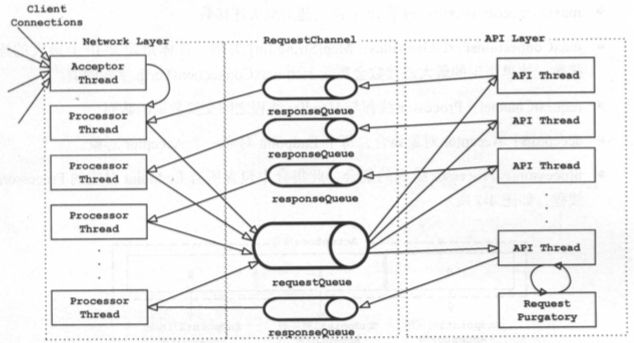 Client
Connections
Network Layer
RequestChannel
API Layer
Acceptor
Thread
Processor
Thread
Processor
Thread
Processor
Thread
Processor
Thread
responseQueue
responseQueue
responseQueue
requestQueue
responseQueue
API Thread
API Thread
API Thread
API Thread
Request
Purgatory